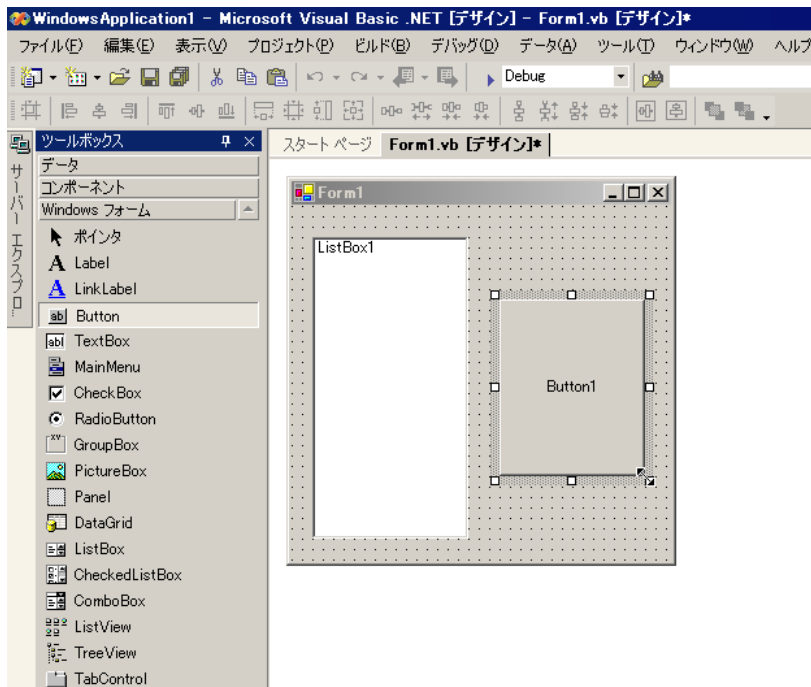 WindowsApplication1 - Microsoft Visual Basic .NET [デザイン] - Form1.vb [デザイン]*
ファイル(F) 編集(E) 表示(V) プロジェクト(P) ビルド(B) デバッグ(D) データ(A) ツール(T) ウィンドウ(W) ヘルプ
Debug
ツールボックス
スタート ページ Form1.vb [デザイン]*
サーバー エクスプロ
データ
コンポーネント
Windows フォーム
ポインタ
Label
LinkLabel
Button
TextBox
MainMenu
CheckBox
RadioButton
GroupBox
PictureBox
Panel
DataGrid
ListBox
CheckedListBox
ComboBox
ListView
TreeView
TabControl
Form1
ListBox1
Button1